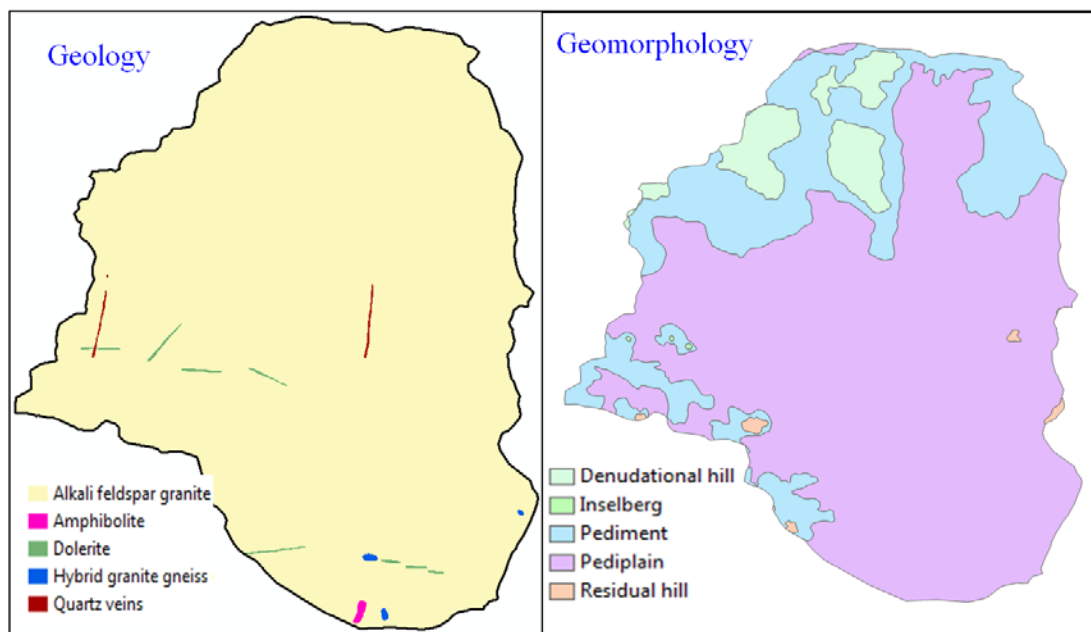 Geology
Alkali feldspar granite
Amphibolite
Dolerite
Hybrid granite gneiss
Quartz veins
Geomorphology
Denudational hill
Inselberg
Pediment
Pediplain
Residual hill